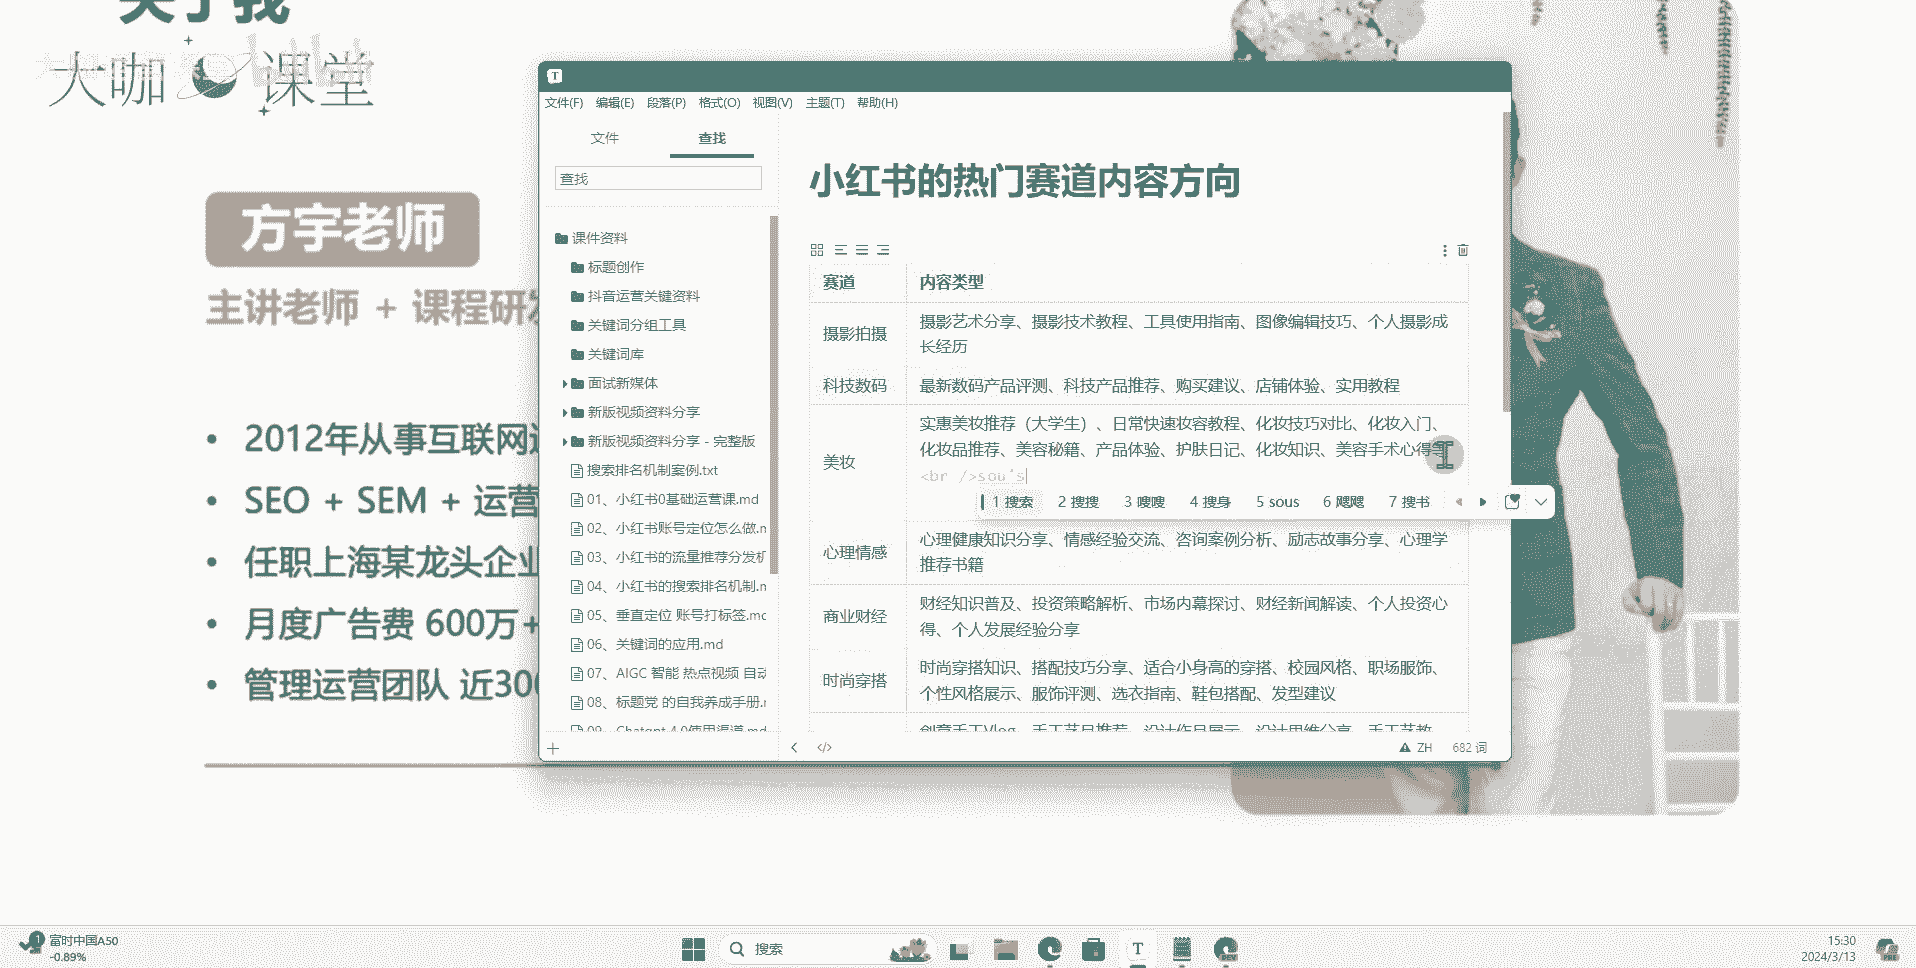 关于我
大咖课堂
bilibili
方宇老师
主讲老师 + 课程研发
2012年从事互联网
SEO + SEM + 运营
任职上海某龙头企业
月度广告费 600万+
管理运营团队 近300
T
文件(F) 编辑(E) 段落(P) 格式(O) 视图(V) 主题(T) 帮助(H)
文件 查找
查找
课件资料
标题创作
抖音运营关键资料
关键词分组工具
关键词库
面试新媒体
新版视频资料分享
新版视频资料分享 - 完整版
搜索排名机制案例.txt
01、小红书0基础运营课.md
02、小红书账号定位怎么做.m
03、小红书的流量推荐分发机
04、小红书的搜索排名机制.m
05、垂直定位 账号打标签.mc
06、关键词的应用.md
07、AIGC 智能 热点视频 自动
08、标题党 的自我养成手册.r
09、Chatgpt 4.0使用渠道.md
小红书的热门赛道内容方向
赛道 内容类型
摄影拍摄 摄影艺术分享、摄影技术教程、工具使用指南、图像编辑技巧、个人摄影成
长经历
科技数码 最新数码产品评测、科技产品推荐、购买建议、店铺体验、实用教程
美妆 实惠美妆推荐（大学生）、日常快速妆容教程、化妆技巧对比、化妆入门、
化妆品推荐、美容秘籍、产品体验、护肤日记、化妆知识、美容手术心得等
<br />sou's
1 搜索 2 搜搜 3 嗖嗖 4 搜身 5 sous 6 飕飕 7 搜书
心理情感 心理健康知识分享、情感经验交流、咨询案例分析、励志故事分享、心理学
推荐书籍
商业财经 财经知识普及、投资策略解析、市场内幕探讨、财经新闻解读、个人投资心
得、个人发展经验分享
时尚穿搭 时尚穿搭知识、搭配技巧分享、适合小身高的穿搭、校园风格、职场服饰、
个性风格展示、服饰评测、选衣指南、鞋包搭配、发型建议
创意手工Vlog、手工艺品推荐、设计作品展示、设计思维分享、手工艺教
</> ZH 682 词
1 富时中国A50
-0.89%
搜索
T
DEV
15:30
2024/3/13
PRE